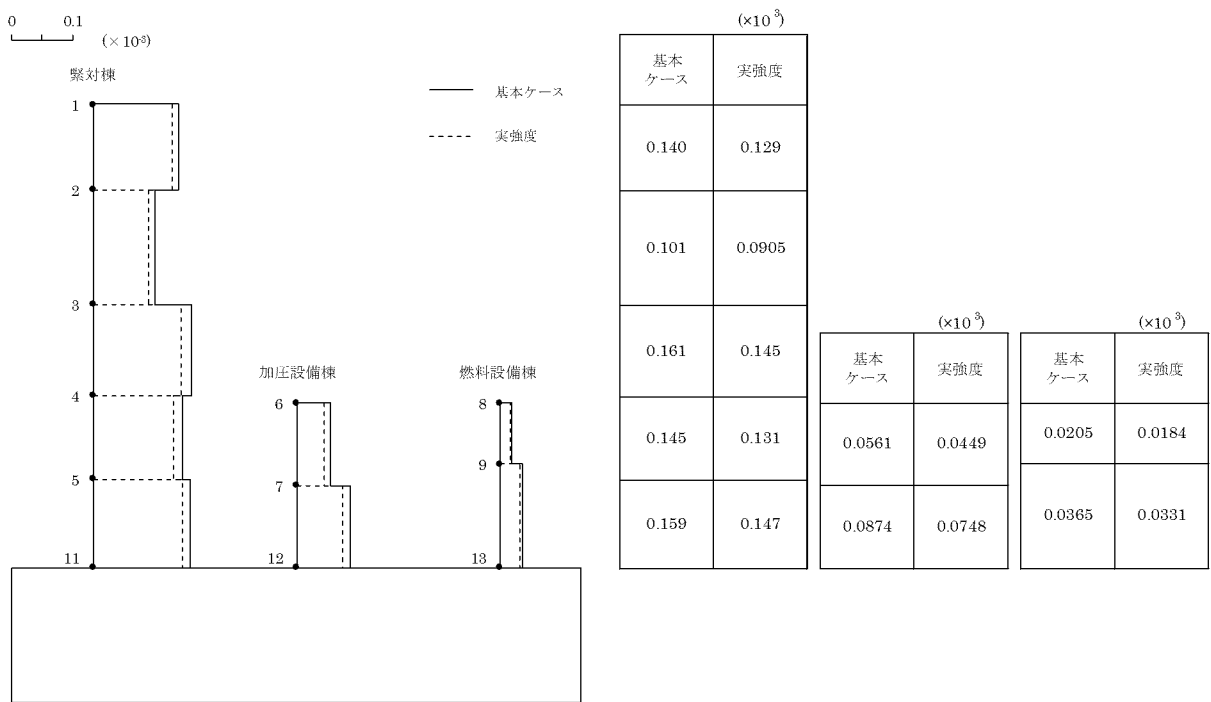 0 0.1
(×10⁻³)
緊対棟
1
2
3
4
5
11
基本ケース
実強度
加圧設備棟
6
7
12
燃料設備棟
8
9
13
(×10³)
基本
ケース
実強度
0.140 0.129
0.101 0.0905
0.161 0.145
0.145 0.131
0.159 0.147
(×10³)
基本
ケース
実強度
0.0561 0.0449
0.0874 0.0748
(×10³)
基本
ケース
実強度
0.0205 0.0184
0.0365 0.0331